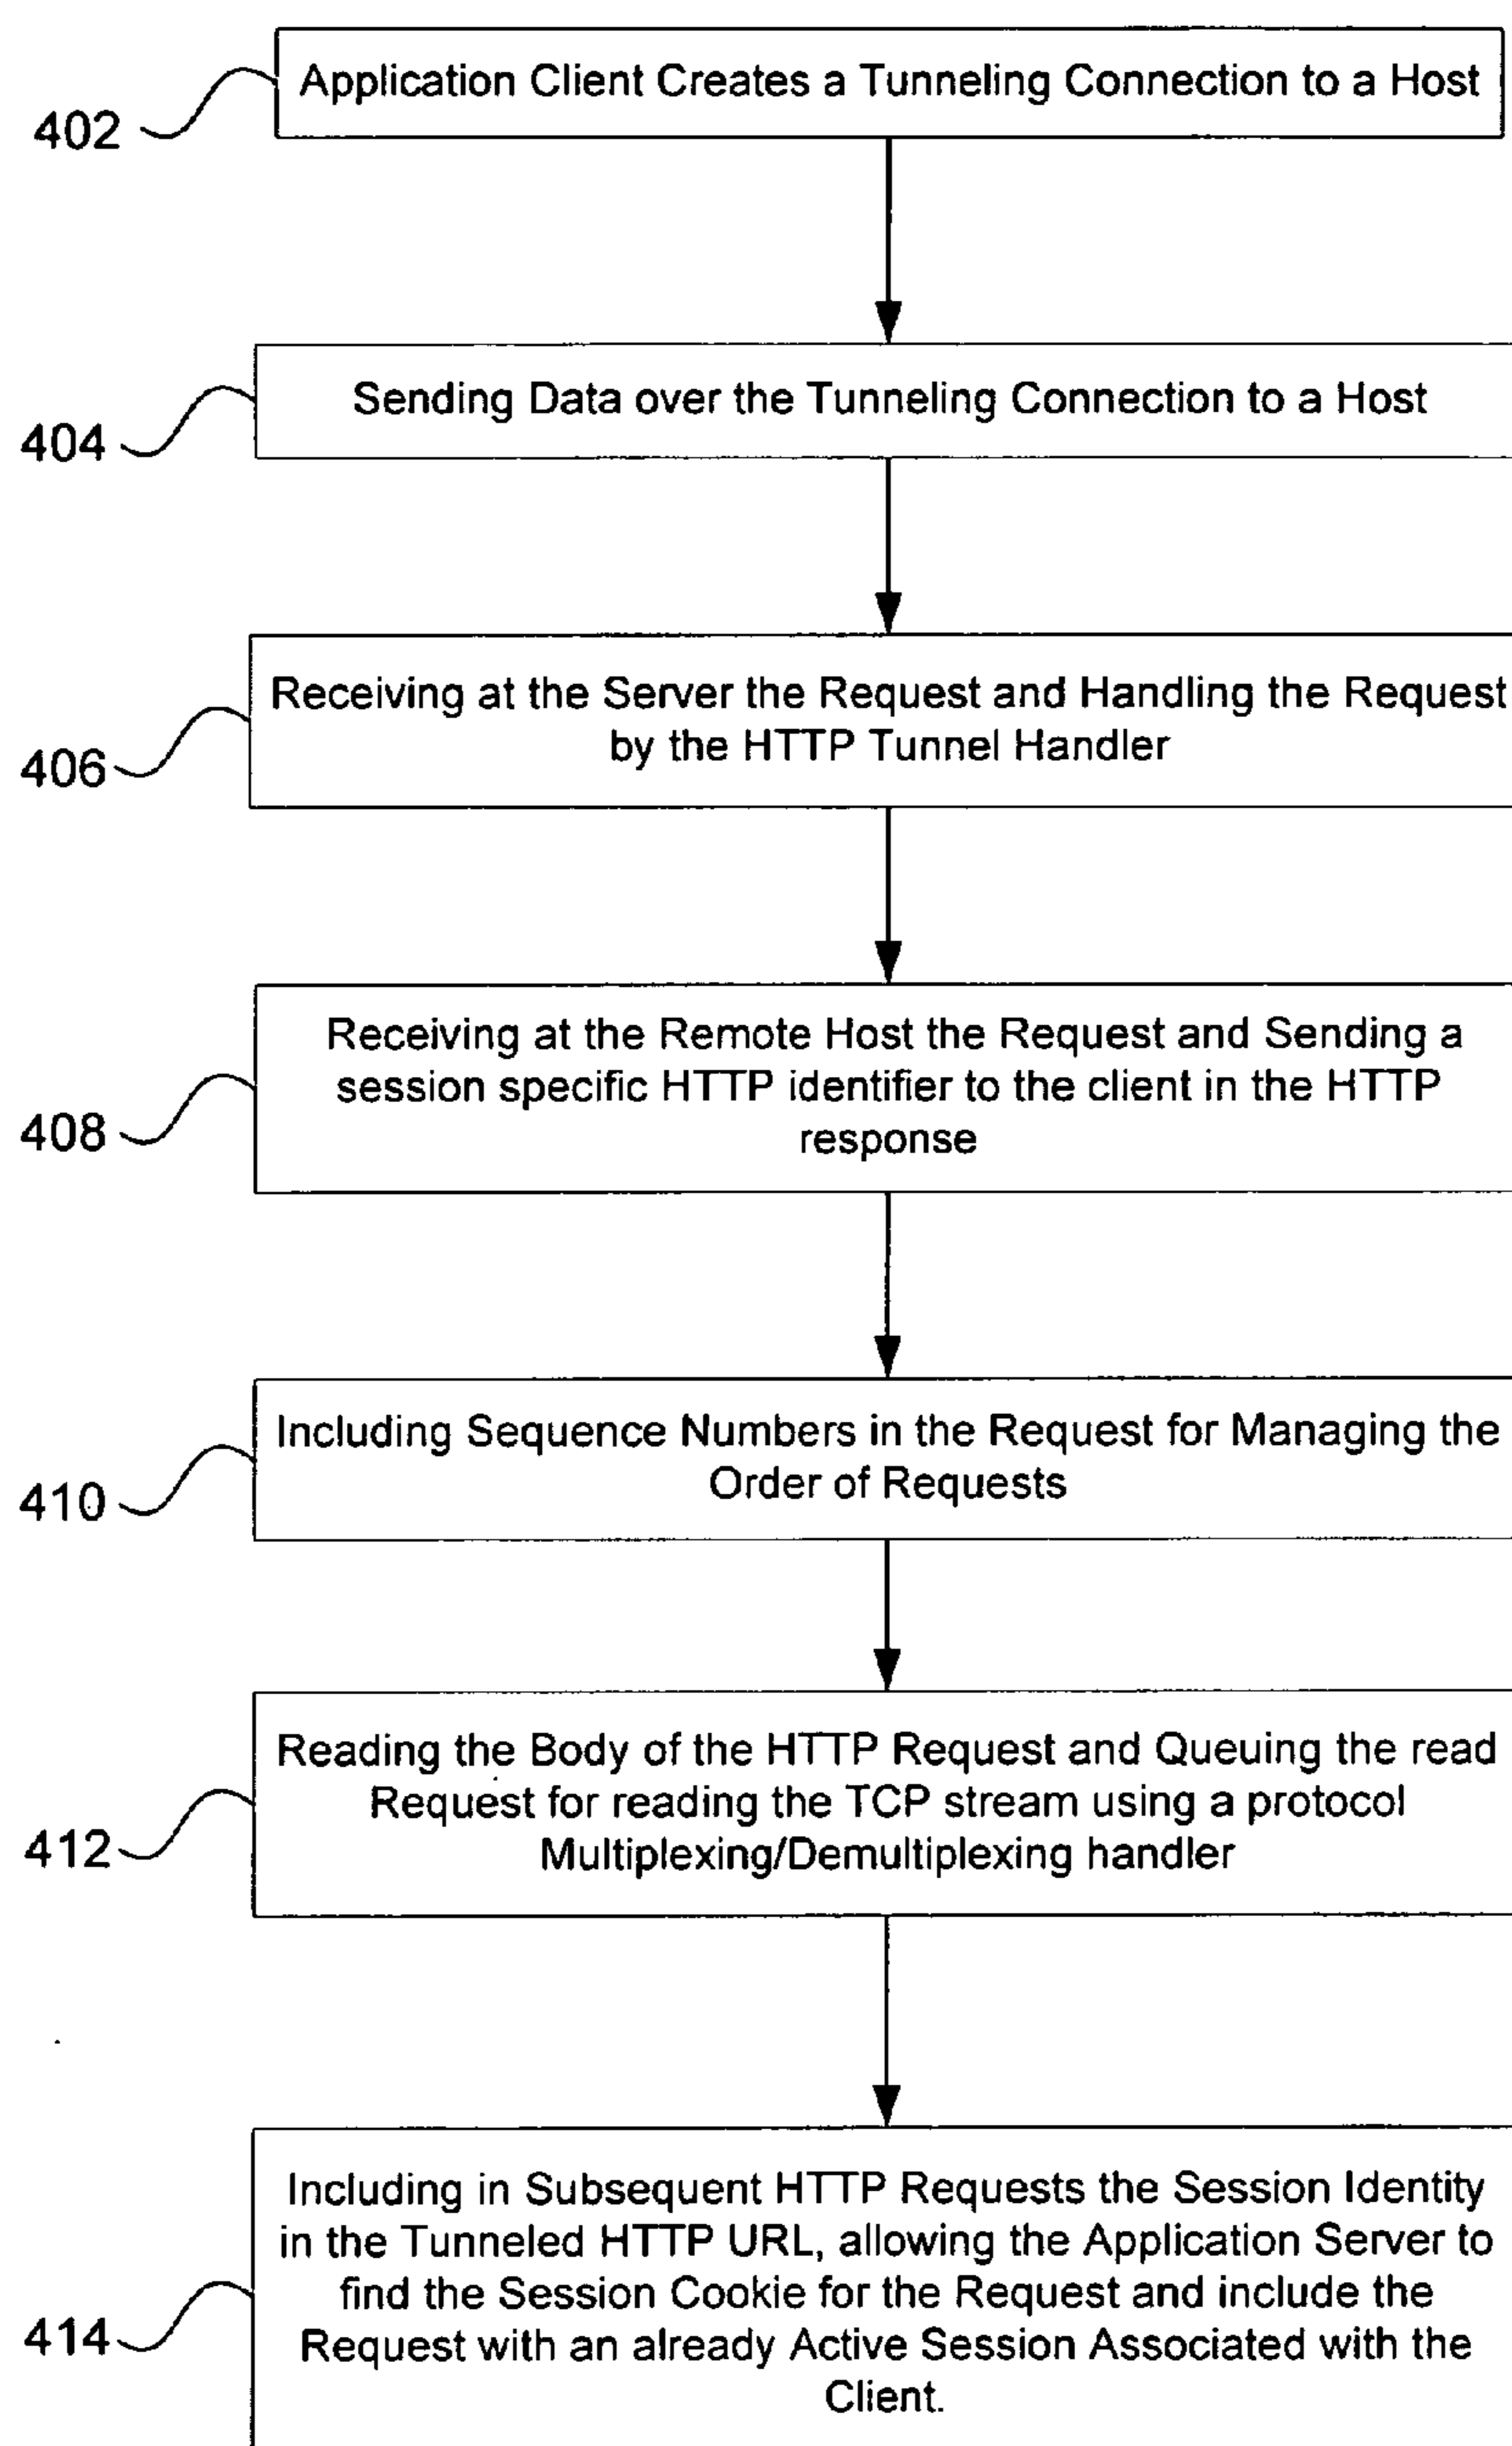 402
Application Client Creates a Tunneling Connection to a Host
404
Sending Data over the Tunneling Connection to a Host
406
Receiving at the Server the Request and Handling the Request
by the HTTP Tunnel Handler
408
Receiving at the Remote Host the Request and Sending a
session specific HTTP identifier to the client in the HTTP
response
410
Including Sequence Numbers in the Request for Managing the
Order of Requests
412
Reading the Body of the HTTP Request and Queuing the read
Request for reading the TCP stream using a protocol
Multiplexing/Demultiplexing handler
414
Including in Subsequent HTTP Requests the Session Identity
in the Tunneled HTTP URL, allowing the Application Server to
find the Session Cookie for the Request and include the
Request with an already Active Session Associated with the
Client.